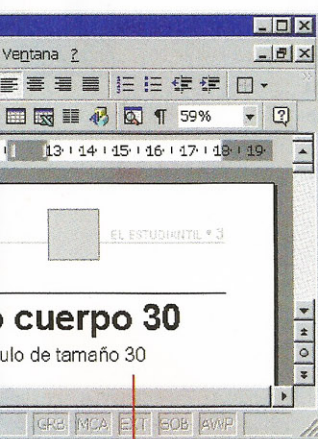 Ventana ?
59%
13 14 15 16 17 18 19
EL ESTUDIANTIL * 3
o cuerpo 30
ulo de tamaño 30
GRB MCA EXT SOB AWP